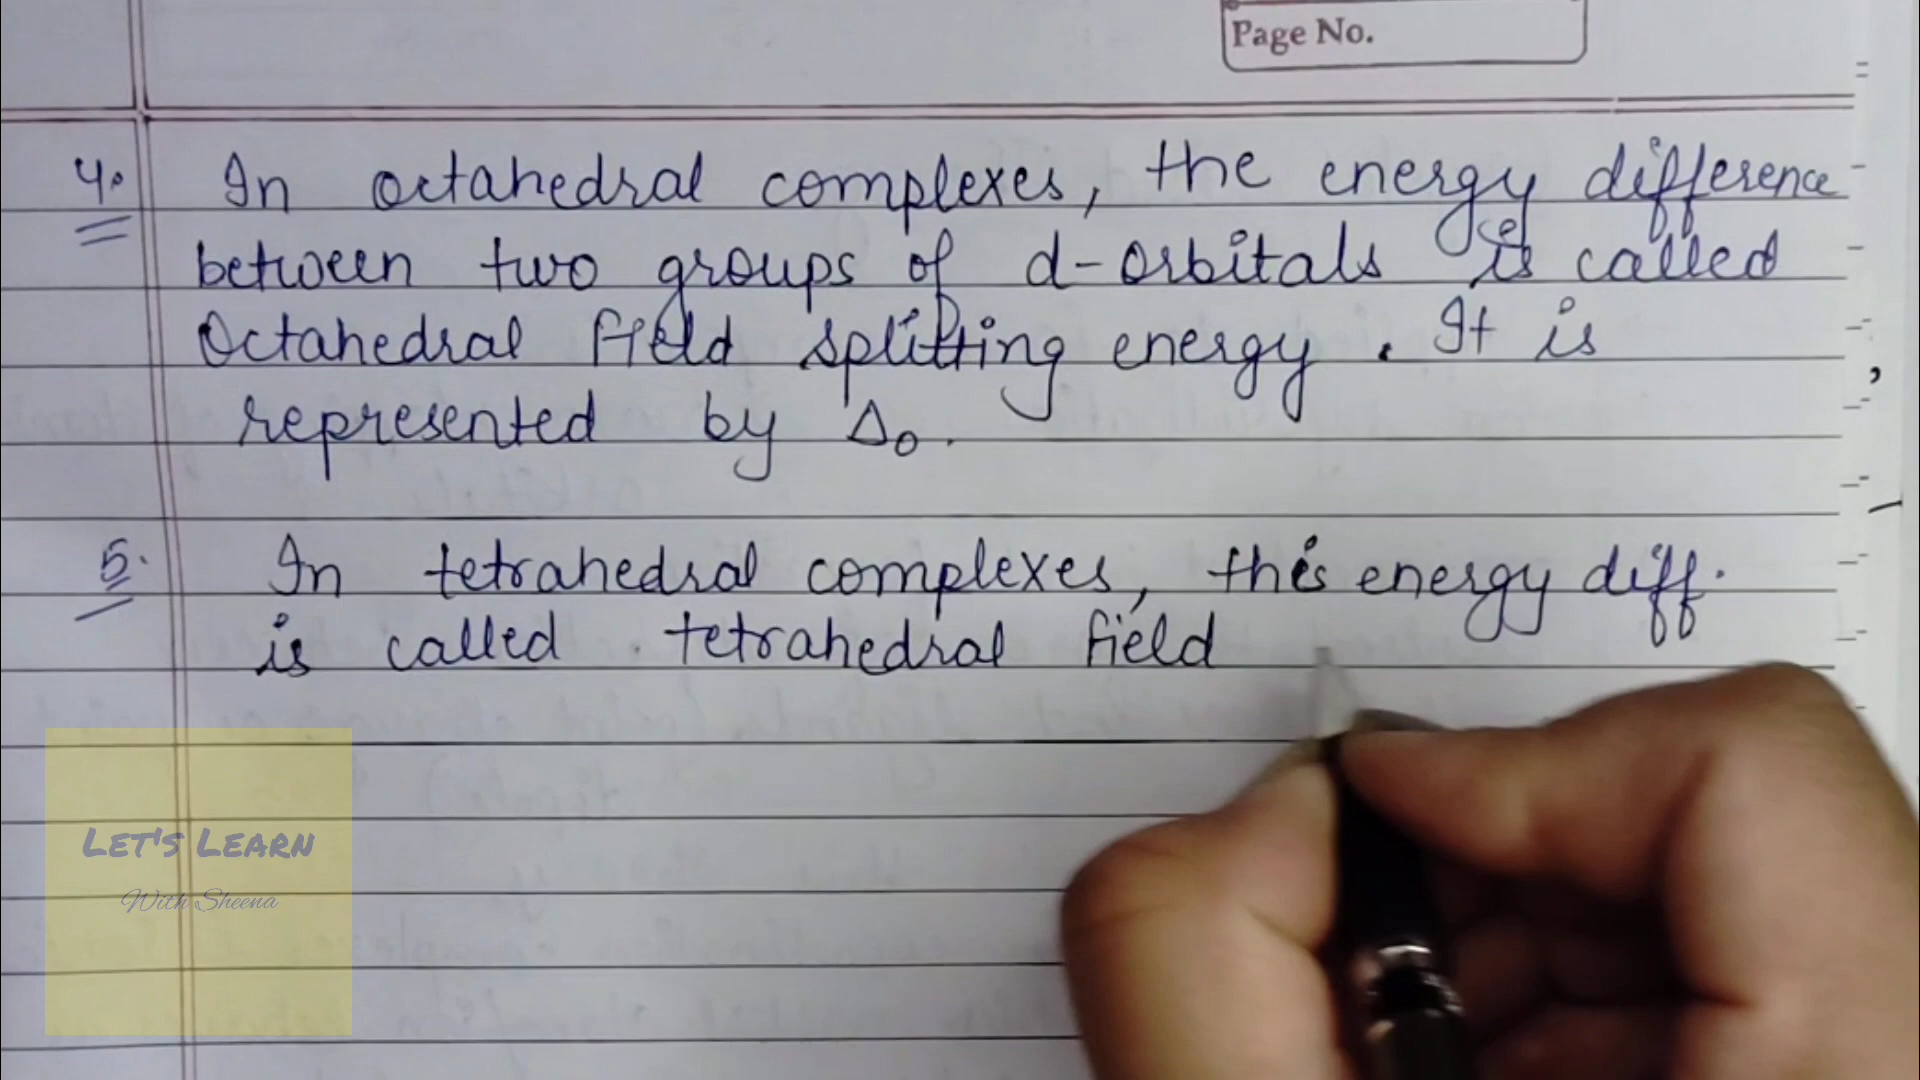 Page No.
4. In octahedral complexes, the energy difference
between two groups of d-orbitals is called
Octahedral field splitting energy. It is
represented by Δo.
5. In tetrahedral complexes, this energy diff.
is called tetrahedral field
LET'S LEARN
With Sheena